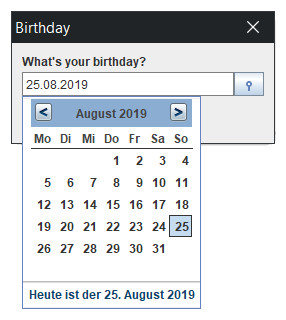 Birthday
What's your birthday?
25.08.2019
< August 2019 >
Mo Di Mi Do Fr Sa So
1 2 3 4
5 6 7 8 9 10 11
12 13 14 15 16 17 18
19 20 21 22 23 24 25
26 27 28 29 30 31
Heute ist der 25. August 2019